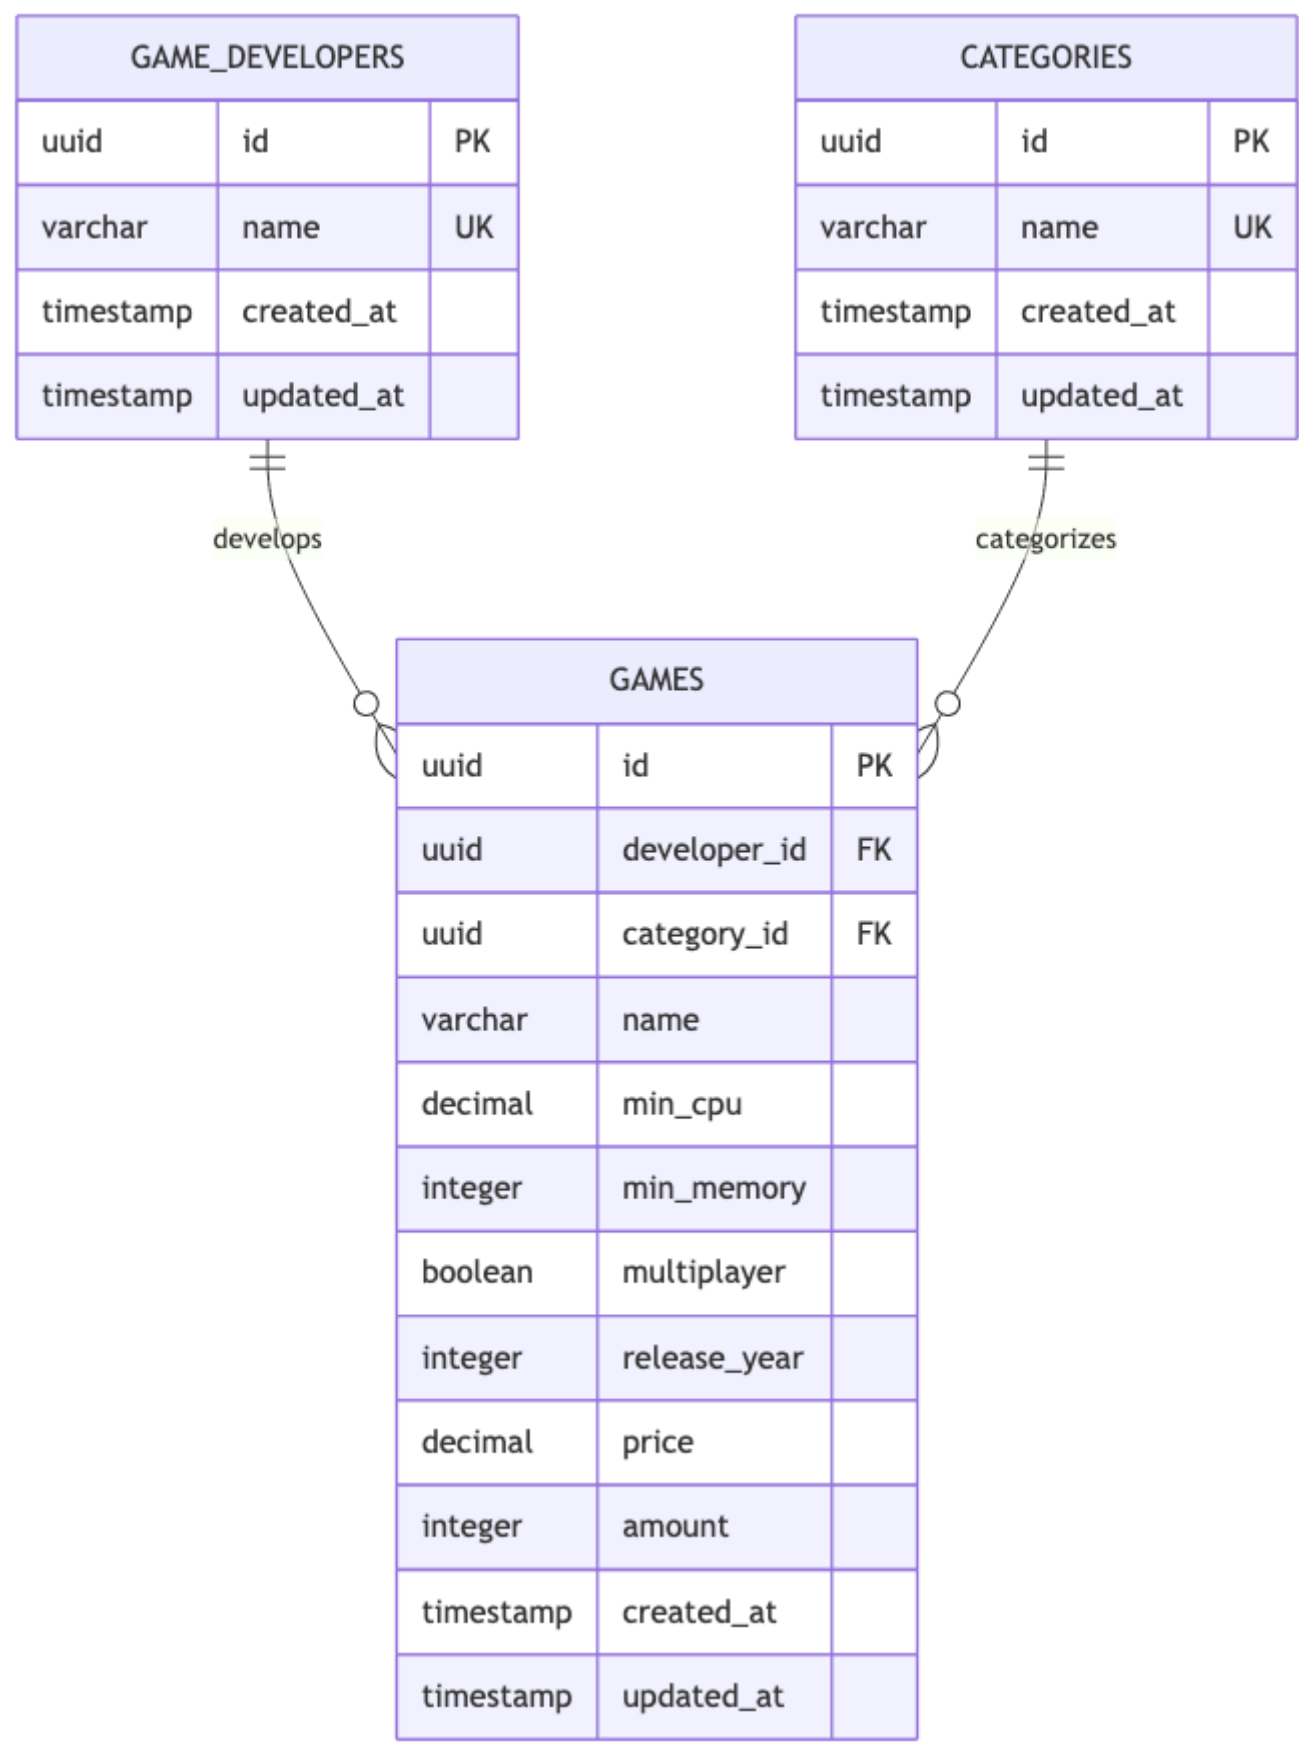 GAME_DEVELOPERS
uuid id PK
varchar name UK
timestamp created_at
timestamp updated_at
CATEGORIES
uuid id PK
varchar name UK
timestamp created_at
timestamp updated_at
develops
categorizes
GAMES
uuid id PK
uuid developer_id FK
uuid category_id FK
varchar name
decimal min_cpu
integer min_memory
boolean multiplayer
integer release_year
decimal price
integer amount
timestamp created_at
timestamp updated_at